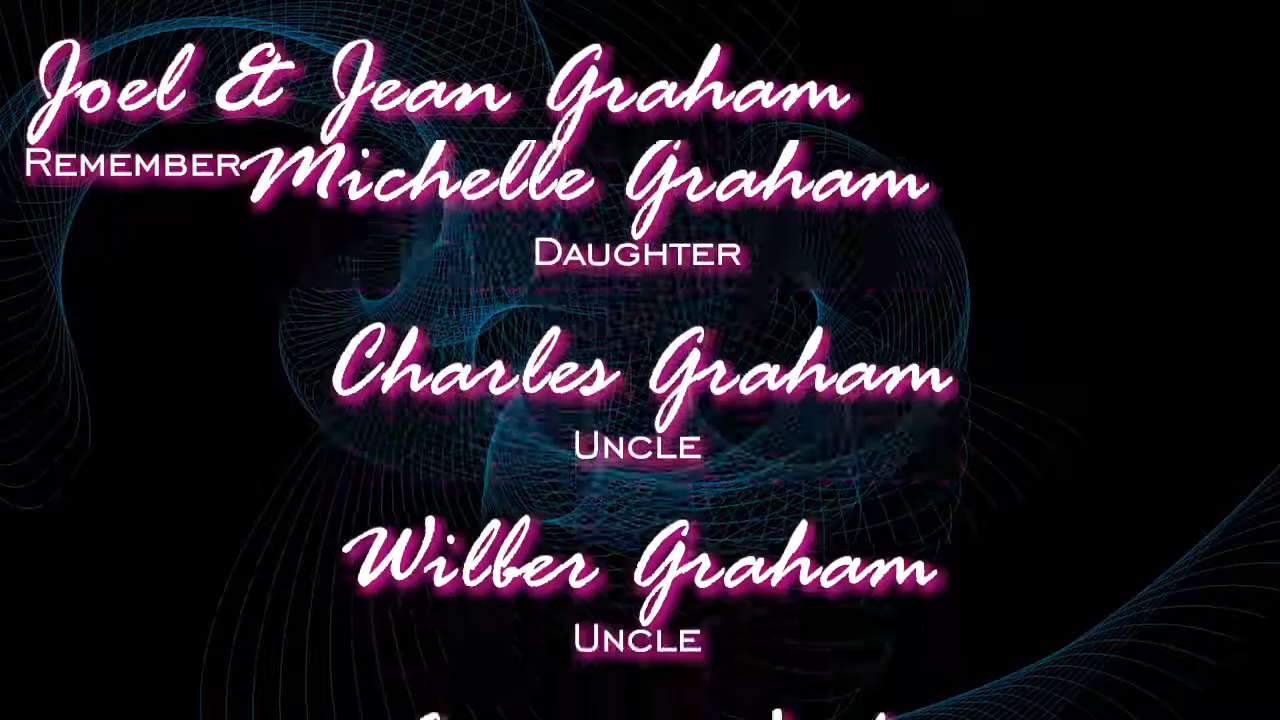 Joel & Jean Graham
Remember
Michelle Graham
Daughter
Charles Graham
Uncle
Wilber Graham
Uncle